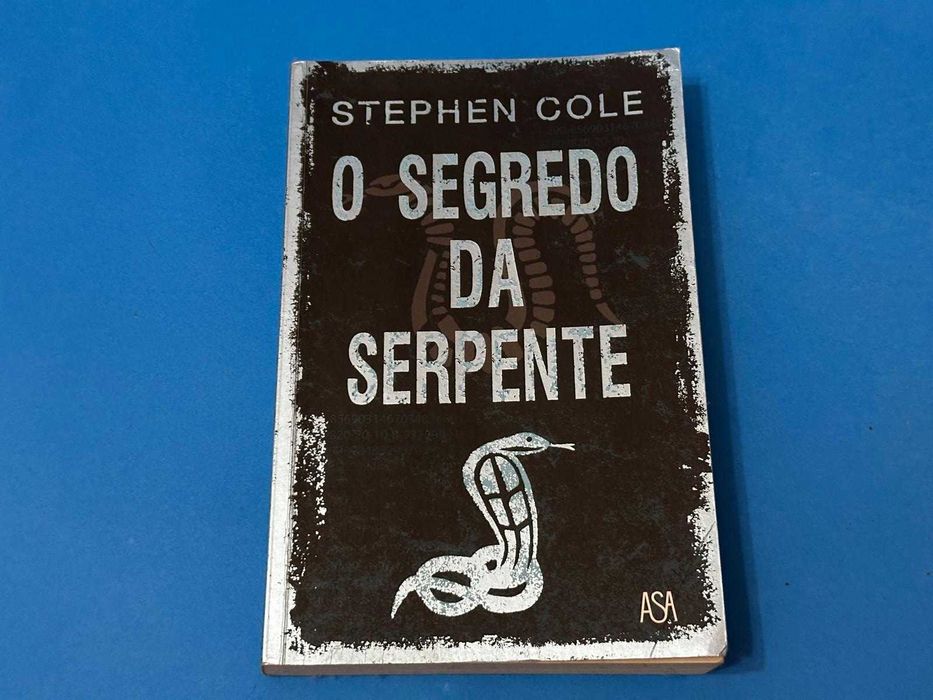 STEPHEN COLE
O SEGREDO
DA
SERPENTE
ASA